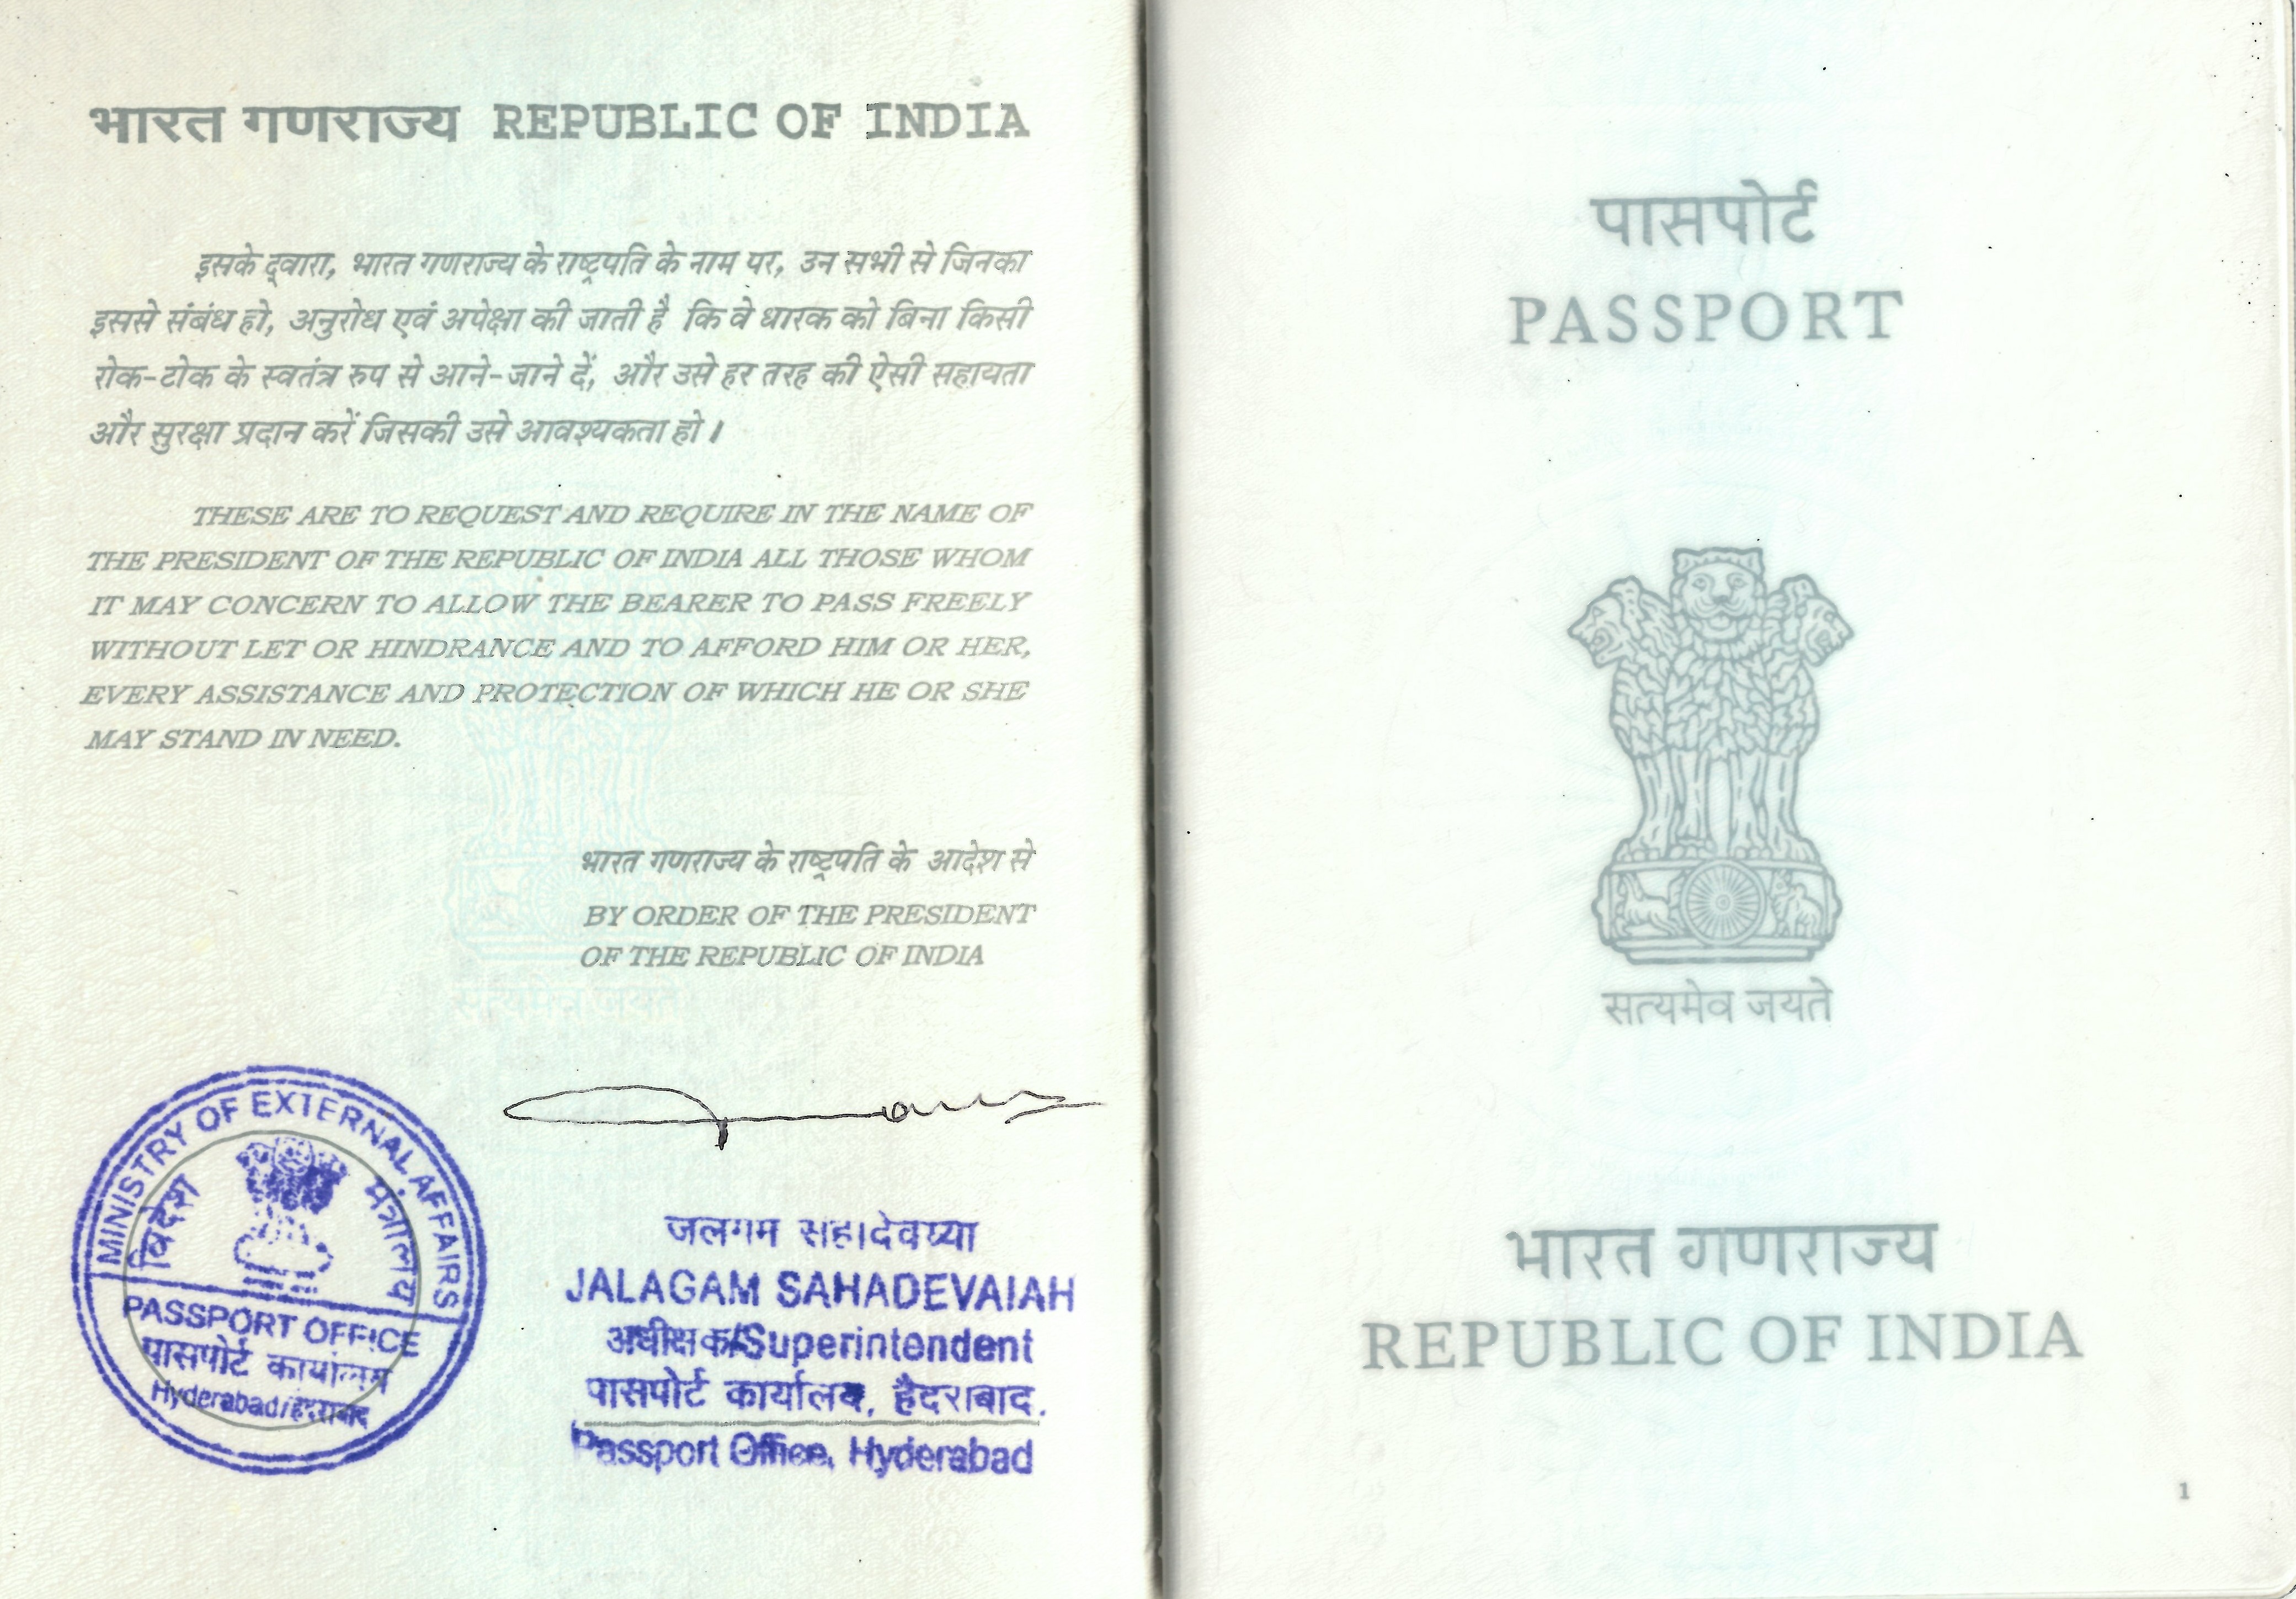 भारत गणराज्य REPUBLIC OF INDIA
इसके द्वारा, भारत गणराज्य के राष्ट्रपति के नाम पर, उन सभी से जिनका
इससे संबंध हो, अनुरोध एवं अपेक्षा की जाती है कि वे धारक को बिना किसी
रोक-टोक के स्वतंत्र रुप से आने-जाने दें, और उसे हर तरह की ऐसी सहायता
और सुरक्षा प्रदान करें जिसकी उसे आवश्यकता हो।
THESE ARE TO REQUEST AND REQUIRE IN THE NAME OF
THE PRESIDENT OF THE REPUBLIC OF INDIA ALL THOSE WHOM
IT MAY CONCERN TO ALLOW THE BEARER TO PASS FREELY
WITHOUT LET OR HINDRANCE AND TO AFFORD HIM OR HER,
EVERY ASSISTANCE AND PROTECTION OF WHICH HE OR SHE
MAY STAND IN NEED.
भारत गणराज्य के राष्ट्रपति के आदेश से
BY ORDER OF THE PRESIDENT
OF THE REPUBLIC OF INDIA
सत्यमेव जयते
MINISTRY OF EXTERNAL AFFAIRS
विदेश मंत्रालय
PASSPORT OFFICE
पासपोर्ट कार्यालय
Hyderabad/हैदराबाद
जलगम सहादेवय्या
JALAGAM SAHADEVAIAH
अधीक्षक/Superintendent
पासपोर्ट कार्यालय, हैदराबाद.
Passport Office, Hyderabad
पासपोर्ट
PASSPORT
सत्यमेव जयते
भारत गणराज्य
REPUBLIC OF INDIA
1